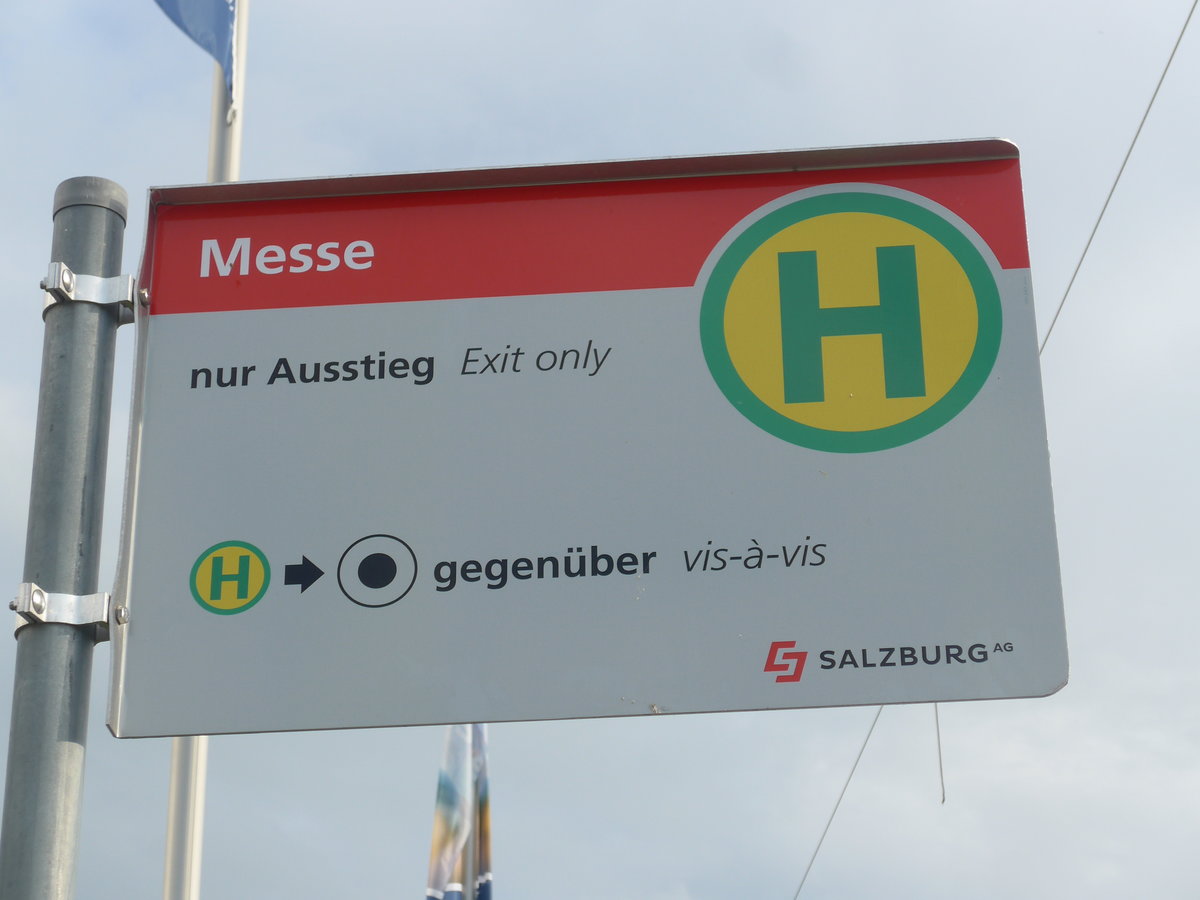 Messe
H
nur Ausstieg Exit only
H gegenüber vis-à-vis
SALZBURG AG